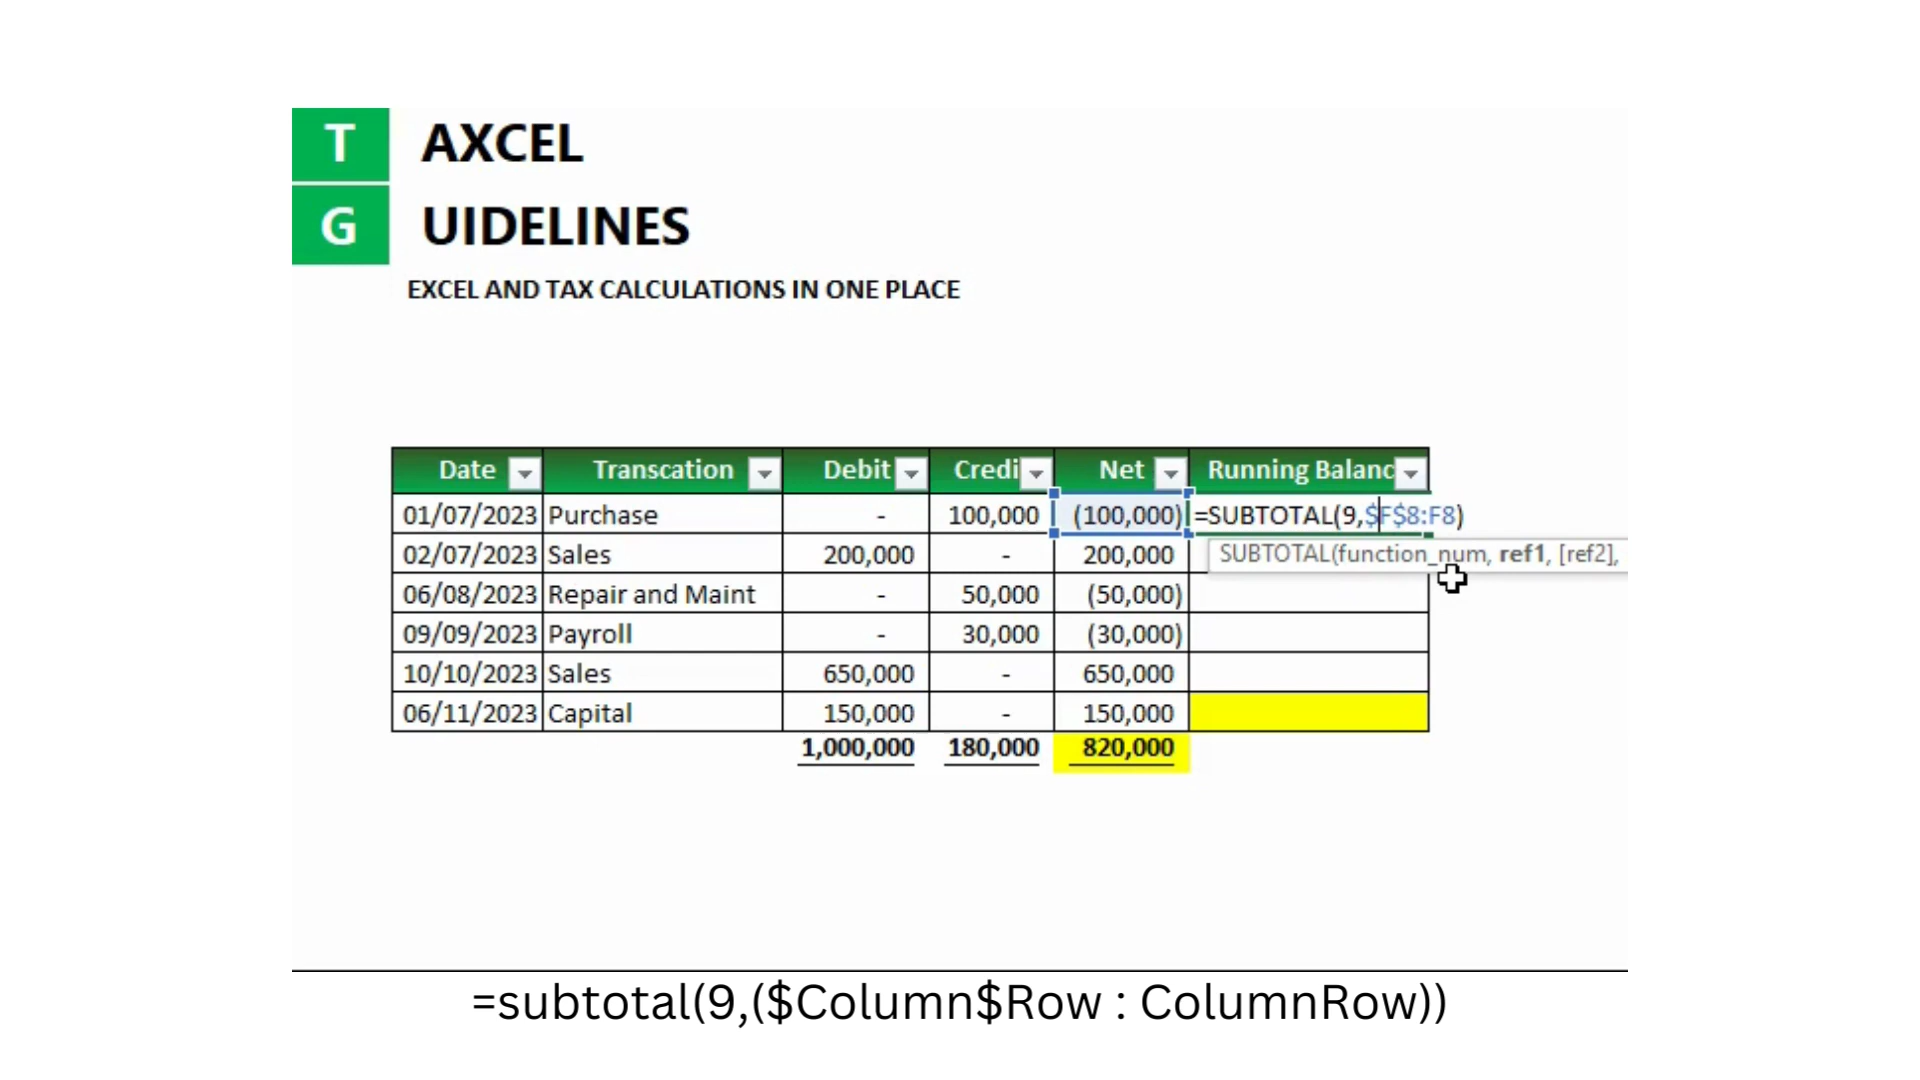 T AXCEL
G UIDELINES
EXCEL AND TAX CALCULATIONS IN ONE PLACE
Date Transcation Debit Credi Net Running Balanc
01/07/2023 Purchase - 100,000 (100,000) =SUBTOTAL(9,$F$8:F8)
02/07/2023 Sales 200,000 - 200,000 SUBTOTAL(function_num, ref1, [ref2],
06/08/2023 Repair and Maint - 50,000 (50,000)
09/09/2023 Payroll - 30,000 (30,000)
10/10/2023 Sales 650,000 - 650,000
06/11/2023 Capital 150,000 - 150,000
1,000,000 180,000 820,000
=subtotal(9,($Column$Row : ColumnRow))